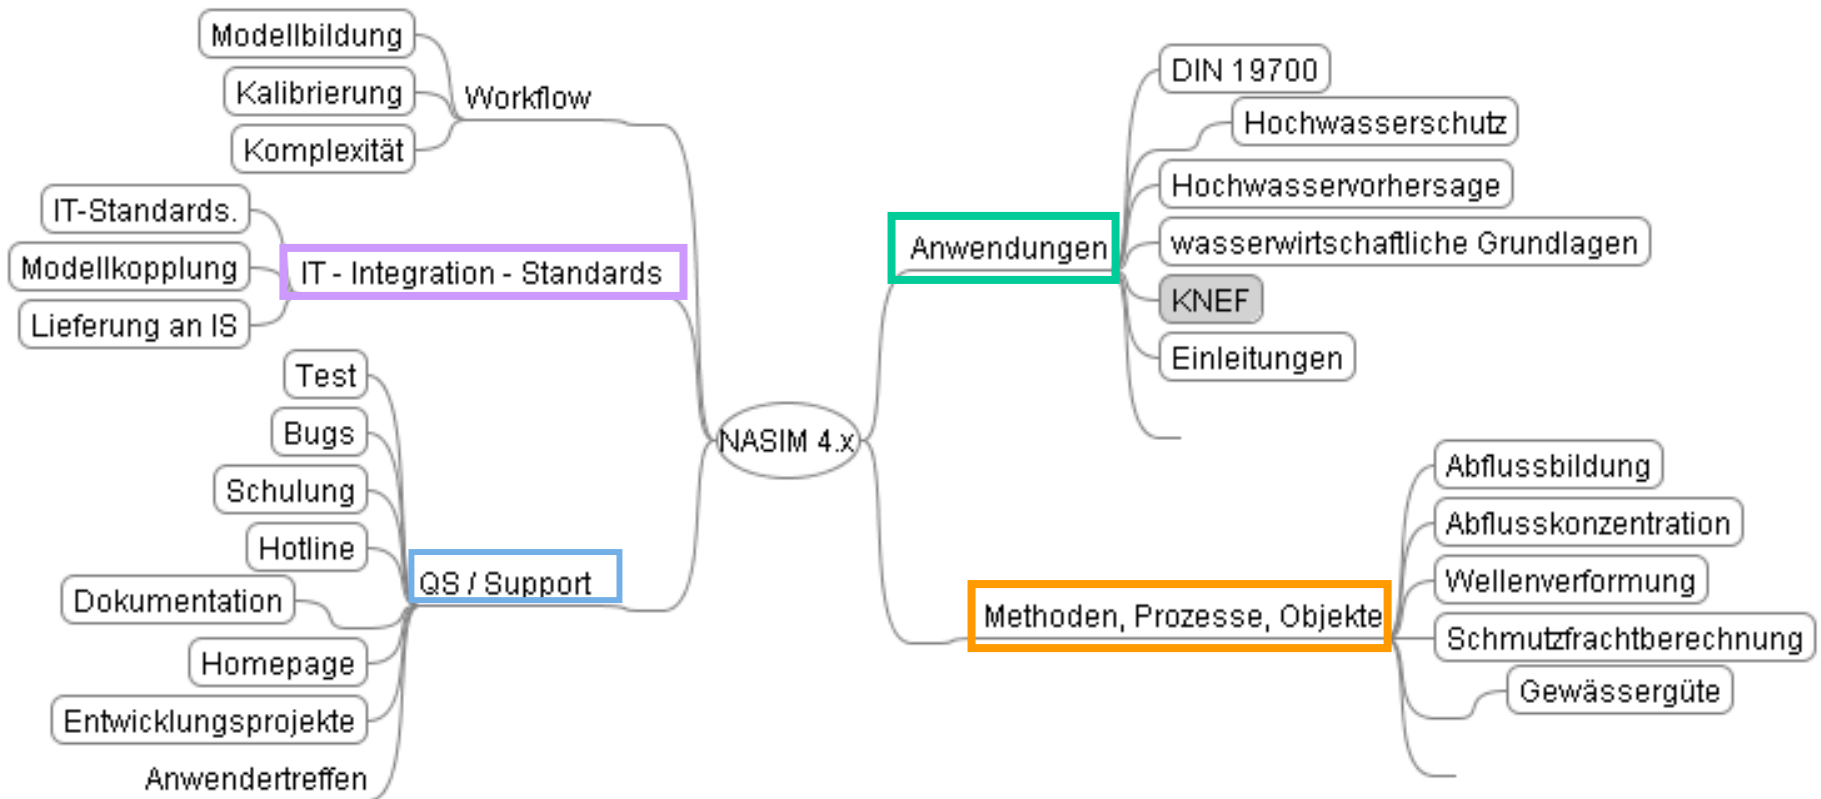 Modellbildung
Kalibrierung
Komplexität
Workflow
IT-Standards.
Modellkopplung
Lieferung an IS
IT - Integration - Standards
Test
Bugs
Schulung
Hotline
Dokumentation
Homepage
Entwicklungsprojekte
Anwendertreffen
QS / Support
NASIM 4.x
Anwendungen
DIN 19700
Hochwasserschutz
Hochwasservorhersage
wasserwirtschaftliche Grundlagen
KNEF
Einleitungen
Methoden, Prozesse, Objekte
Abflussbildung
Abflusskonzentration
Wellenverformung
Schmutzfrachtberechnung
Gewässergüte